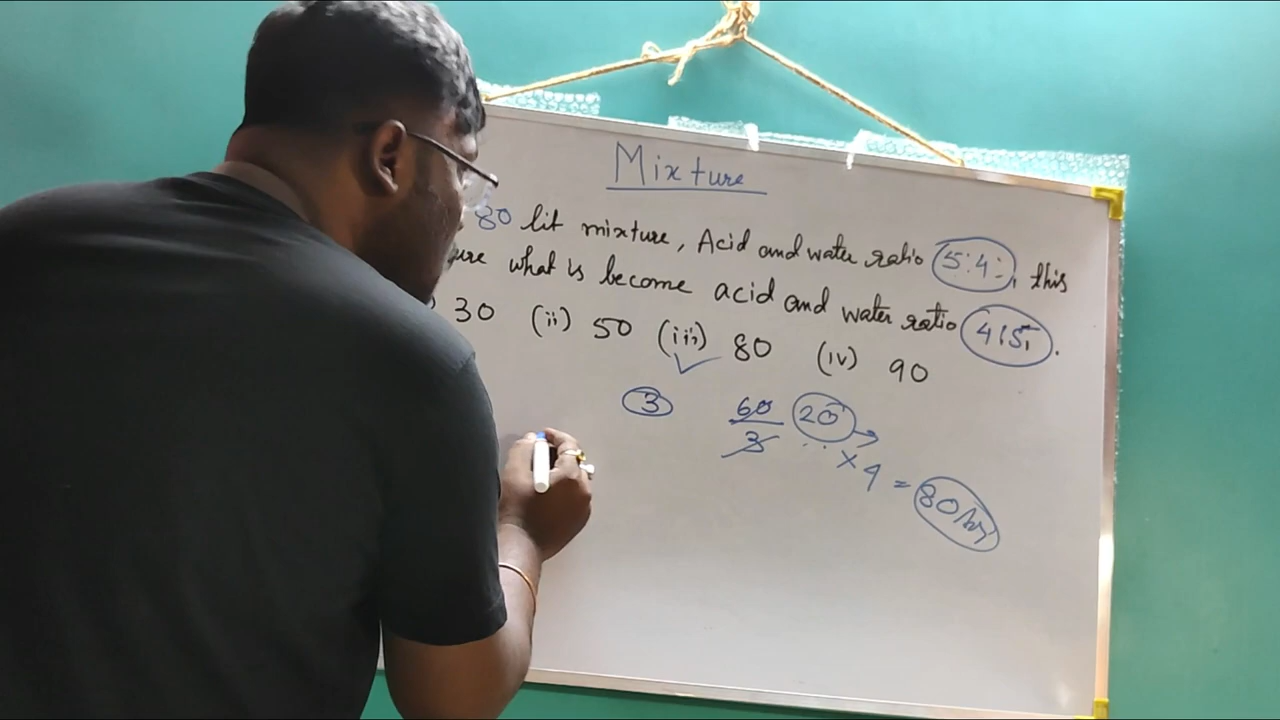 Mixture
80 lit mixture, Acid and water ratio 5:4:, this
ure what is become acid and water ratio 4:5,.
30 (ii) 50 (iii) 80 (iv) 90
3 60/3 20
× 4 = 80